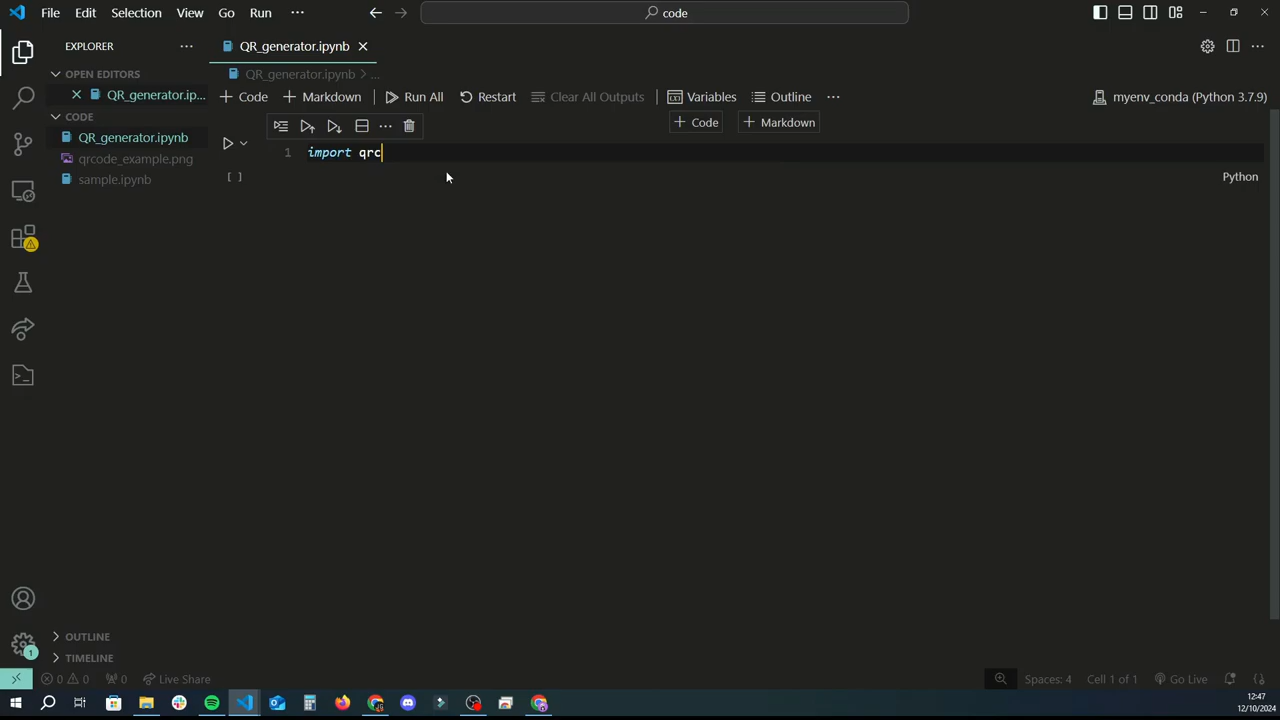 File Edit Selection View Go Run ··· code
EXPLORER ···
QR_generator.ipynb
OPEN EDITORS
QR_generator.ip...
CODE
QR_generator.ipynb
qrcode_example.png
sample.ipynb
OUTLINE
TIMELINE
QR_generator.ipynb > ...
+ Code + Markdown Run All Restart Clear All Outputs Variables Outline ··· myenv_conda (Python 3.7.9)
+ Code + Markdown
1 import qrc
[ ] Python
1
0 0 0 Live Share Spaces: 4 Cell 1 of 1 Go Live
12:47
12/10/2024